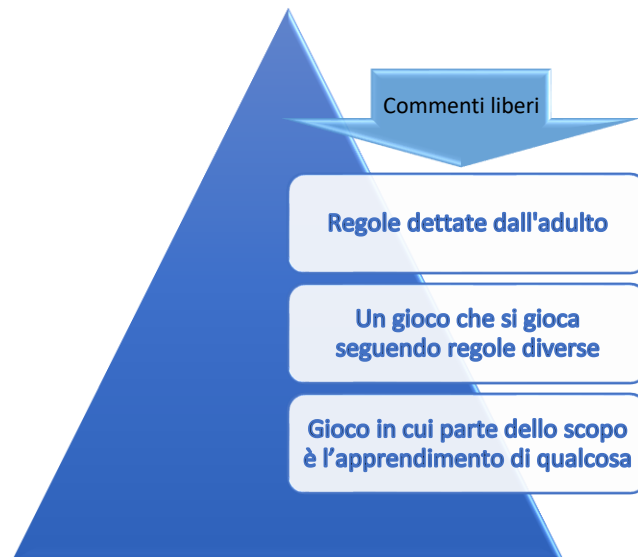 Commenti liberi
Regole dettate dall'adulto
Un gioco che si gioca
seguendo regole diverse
Gioco in cui parte dello scopo
è l’apprendimento di qualcosa